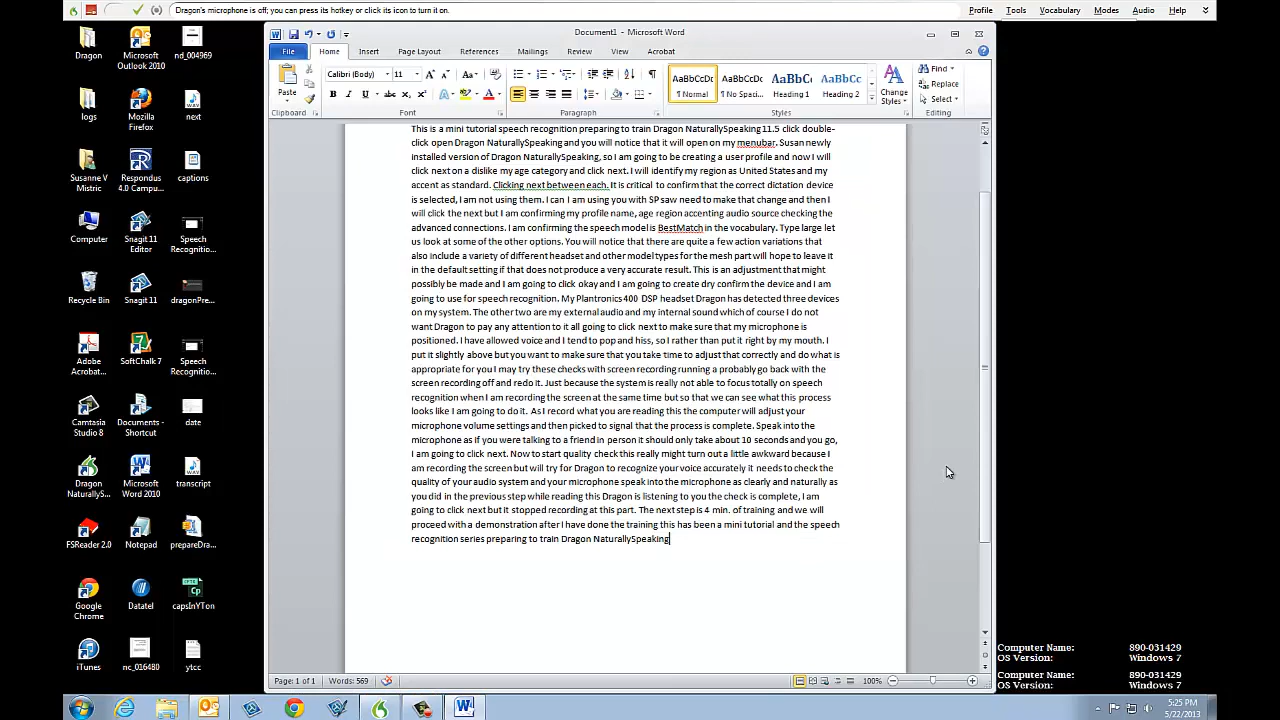 Dragon's microphone is off; you can press its hotkey or click its icon to turn it on.
Profile Tools Vocabulary Modes Audio Help
Document1 - Microsoft Word
File Home Insert Page Layout References Mailings Review View Acrobat
Paste
Clipboard
Calibri (Body) 11
Font
Paragraph
AaBbCcDc
¶ Normal
AaBbCcDc
¶ No Spaci...
AaBbC
Heading 1
AaBbCc
Heading 2
Change
Styles
Styles
Find
Replace
Select
Editing
This is a mini tutorial speech recognition preparing to train Dragon NaturallySpeaking 11.5 click double-
click open Dragon NaturallySpeaking and you will notice that it will open on my menubar. Susan newly
installed version of Dragon NaturallySpeaking, so I am going to be creating a user profile and now I will
click next on a dislike my age category and click next. I will identify my region as United States and my
accent as standard. Clicking next between each. It is critical to confirm that the correct dictation device
is selected, I am not using them. I can I am using you with SP saw need to make that change and then I
will click the next but I am confirming my profile name, age region accenting audio source checking the
advanced connections. I am confirming the speech model is BestMatch in the vocabulary. Type large let
us look at some of the other options. You will notice that there are quite a few action variations that
also include a variety of different headset and other model types for the mesh part will hope to leave it
in the default setting if that does not produce a very accurate result. This is an adjustment that might
possibly be made and I am going to click okay and I am going to create dry confirm the device and I am
going to use for speech recognition. My Plantronics 400 DSP headset Dragon has detected three devices
on my system. The other two are my external audio and my internal sound which of course I do not
want Dragon to pay any attention to it all going to click next to make sure that my microphone is
positioned. I have allowed voice and I tend to pop and hiss, so I rather than put it right by my mouth. I
put it slightly above but you want to make sure that you take time to adjust that correctly and do what is
appropriate for you I may try these checks with screen recording running a probably go back with the
screen recording off and redo it. Just because the system is really not able to focus totally on speech
recognition when I am recording the screen at the same time but so that we can see what this process
looks like I am going to do it. As I record what you are reading this the computer will adjust your
microphone volume settings and then picked to signal that the process is complete. Speak into the
microphone as if you were talking to a friend in person it should only take about 10 seconds and you go,
I am going to click next. Now to start quality check this really might turn out a little awkward because I
am recording the screen but will try for Dragon to recognize your voice accurately it needs to check the
quality of your audio system and your microphone speak into the microphone as clearly and naturally as
you did in the previous step while reading this Dragon is listening to you the check is complete, I am
going to click next but it stopped recording at this part. The next step is 4 min. of training and we will
proceed with a demonstration after I have done the training this has been a mini tutorial and the speech
recognition series preparing to train Dragon NaturallySpeaking
Page: 1 of 1 Words: 569 100%
Dragon
Microsoft
Outlook 2010
nd_004969
logs
Mozilla
Firefox
next
Susanne V
Mistric
Respondus
4.0 Campu...
captions
Computer
Snagit 11
Editor
Speech
Recognitio...
Recycle Bin
Snagit 11
dragonPre...
Adobe
Acrobat...
SoftChalk 7
Speech
Recognitio...
Camtasia
Studio 8
Documents -
Shortcut
date
Dragon
NaturallyS...
Microsoft
Word 2010
transcript
FSReader 2.0
Notepad
prepareDra...
Google
Chrome
Datatel
capsInYTon
iTunes
nc_016480
ytcc
Computer Name: 890-031429
OS Version: Windows 7
Computer Name: 890-031429
OS Version: Windows 7
5:25 PM
5/22/2013